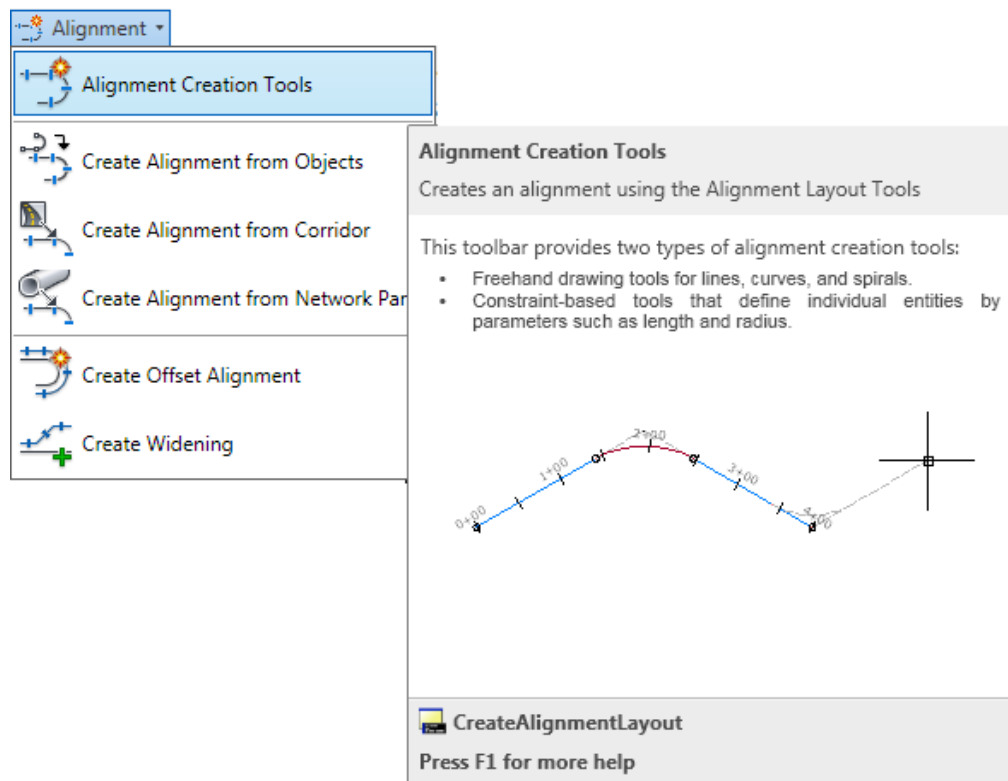 Alignment
Alignment Creation Tools
Create Alignment from Objects
Create Alignment from Corridor
Create Alignment from Network Par
Create Offset Alignment
Create Widening
Alignment Creation Tools
Creates an alignment using the Alignment Layout Tools
This toolbar provides two types of alignment creation tools:
• Freehand drawing tools for lines, curves, and spirals.
• Constraint-based tools that define individual entities by
parameters such as length and radius.
0+00
1+00
2+00
3+00
4+00
CreateAlignmentLayout
Press F1 for more help